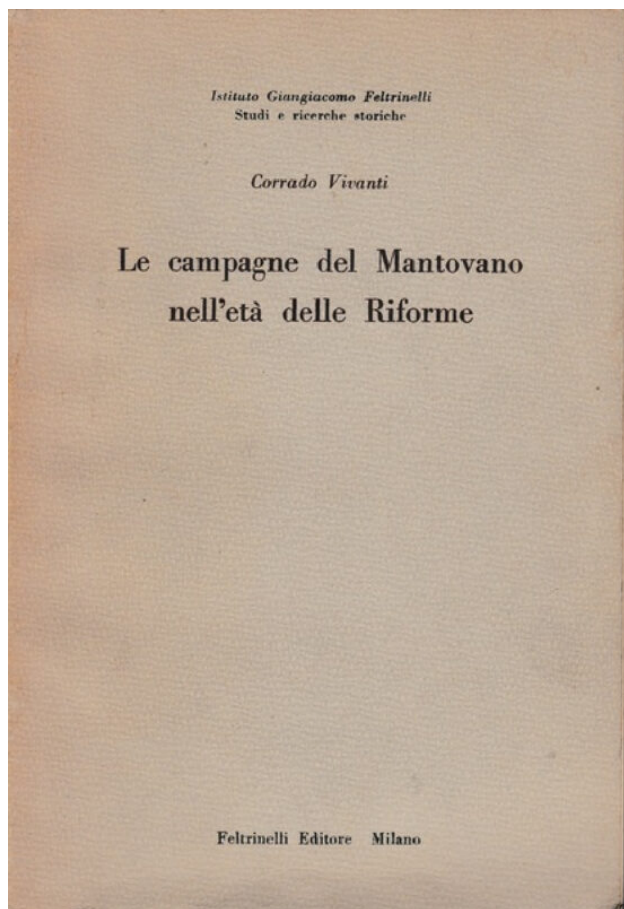 Istituto Giangiacomo Feltrinelli
Studi e ricerche storiche
Corrado Vivanti
Le campagne del Mantovano
nell'età delle Riforme
Feltrinelli Editore Milano